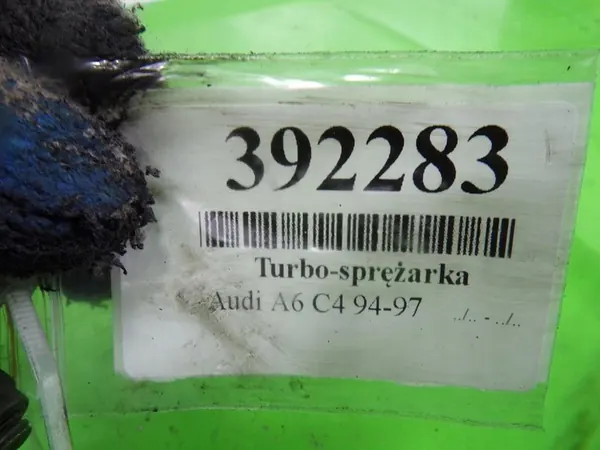 392283
Turbo-sprężarka
Audi A6 C4 94-97 ../.. - ../..